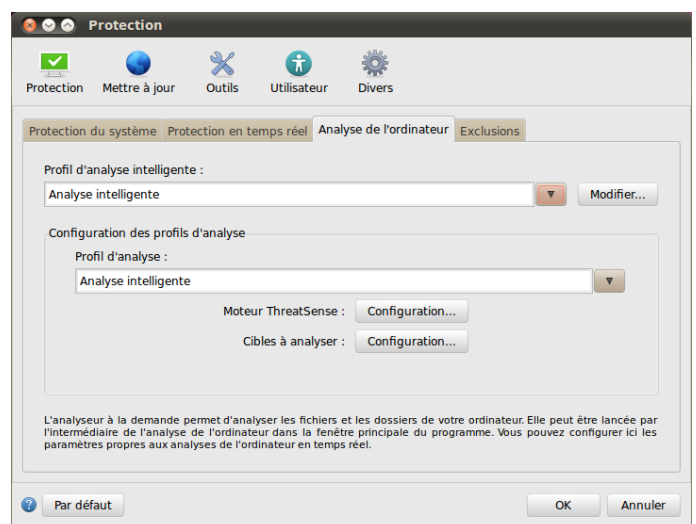 Protection
Protection Mettre à jour Outils Utilisateur Divers
Protection du système Protection en temps réel Analyse de l'ordinateur Exclusions
Profil d'analyse intelligente :
Analyse intelligente Modifier...
Configuration des profils d'analyse
Profil d'analyse :
Analyse intelligente
Moteur ThreatSense : Configuration...
Cibles à analyser : Configuration...
L'analyseur à la demande permet d'analyser les fichiers et les dossiers de votre ordinateur. Elle peut être lancée par
l'intermédiaire de l'analyse de l'ordinateur dans la fenêtre principale du programme. Vous pouvez configurer ici les
paramètres propres aux analyses de l'ordinateur en temps réel.
? Par défaut OK Annuler